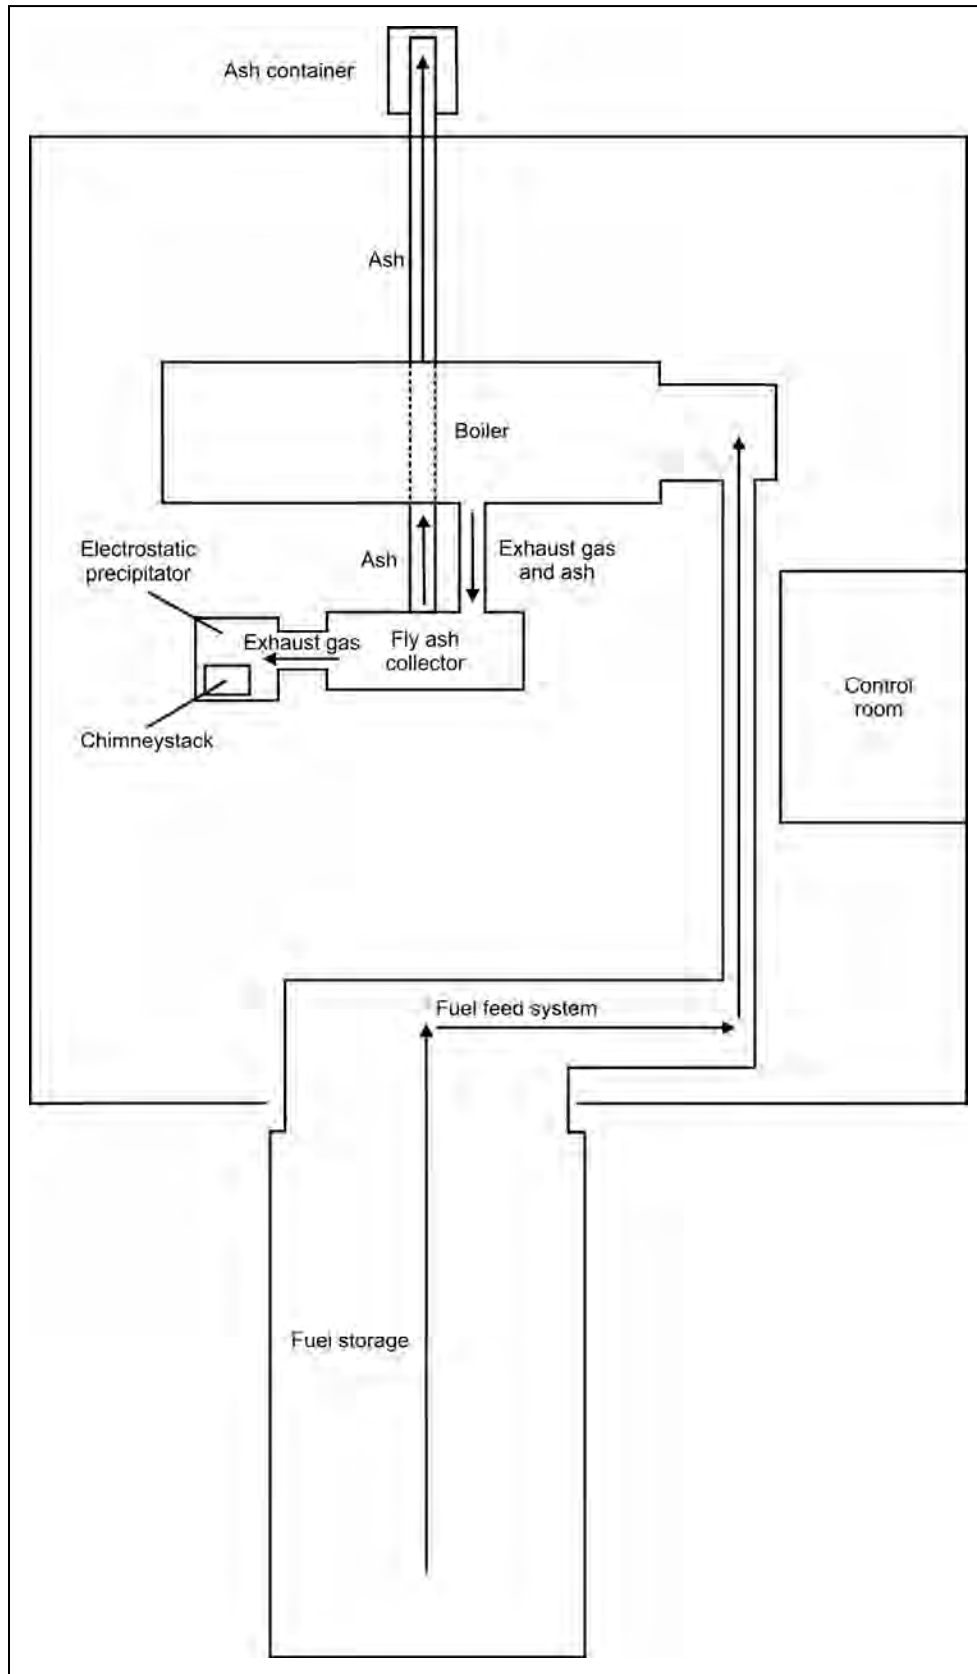 Ash container
Ash
Boiler
Electrostatic
precipitator
Ash
Exhaust gas
and ash
Exhaust gas
Fly ash
collector
Control
room
Chimneystack
Fuel feed system
Fuel storage